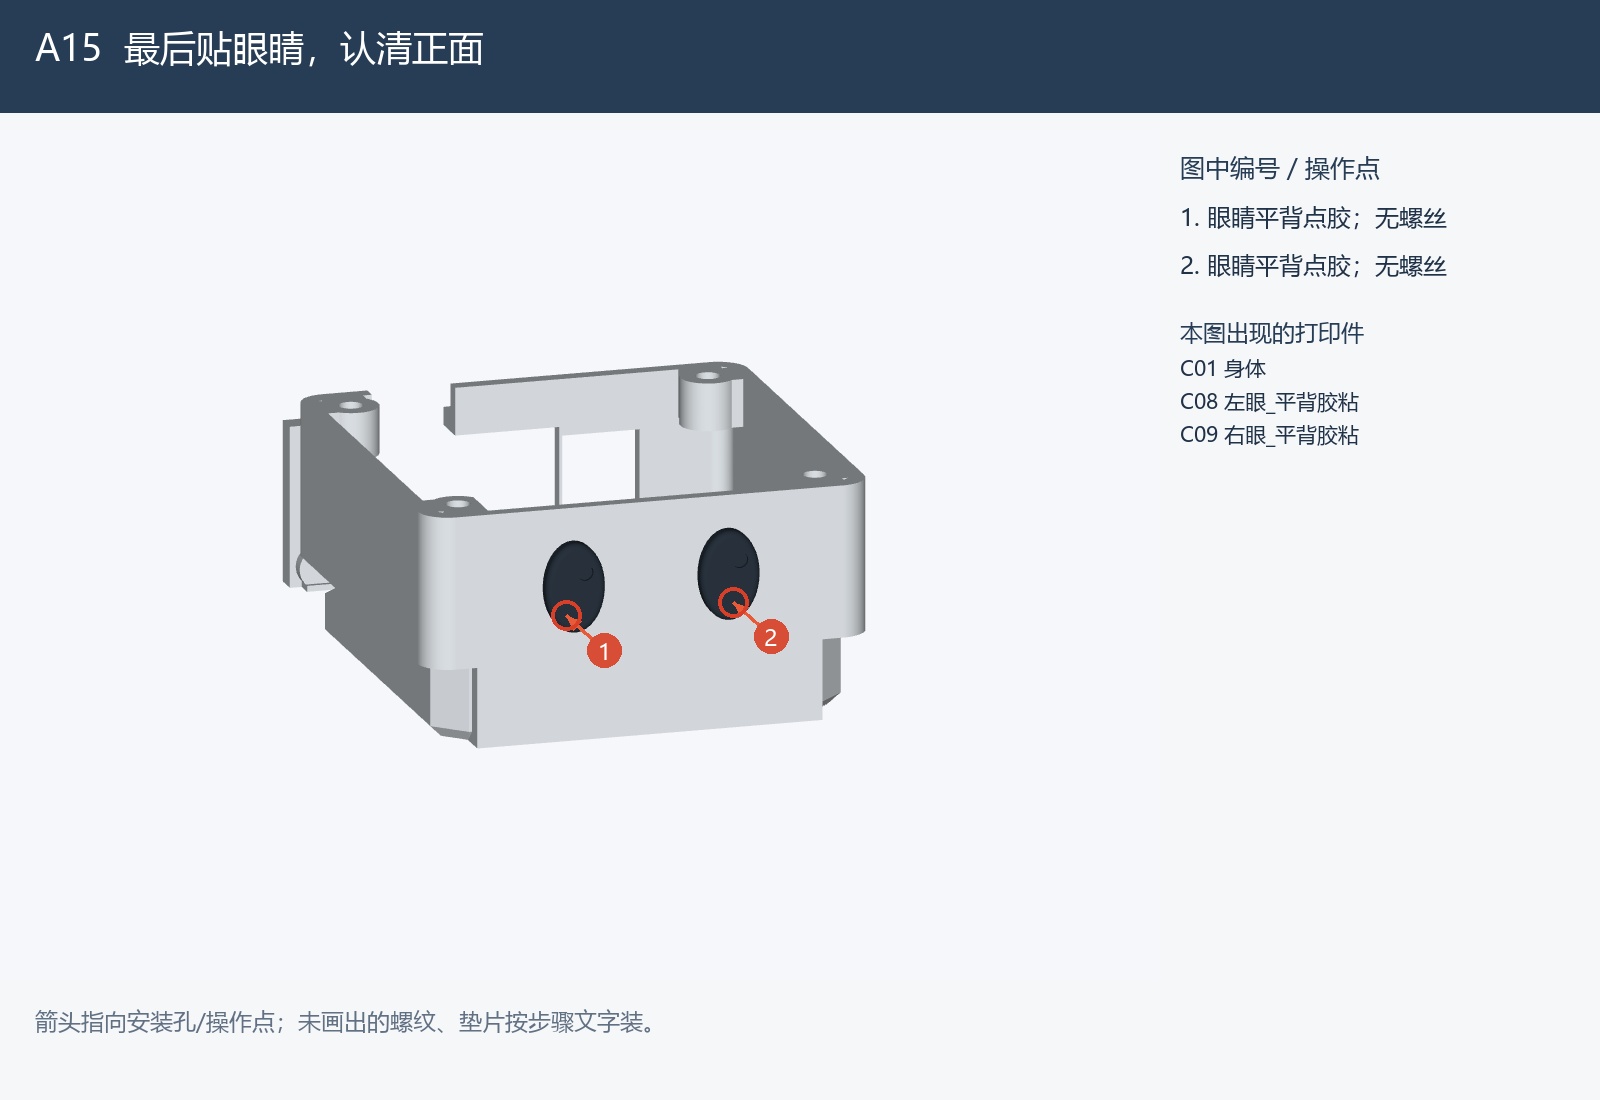 A15 最后贴眼睛，认清正面
图中编号 / 操作点
1. 眼睛平背点胶；无螺丝
2. 眼睛平背点胶；无螺丝
本图出现的打印件
C01 身体
C08 左眼_平背胶粘
C09 右眼_平背胶粘
1
2
箭头指向安装孔/操作点；未画出的螺纹、垫片按步骤文字装。